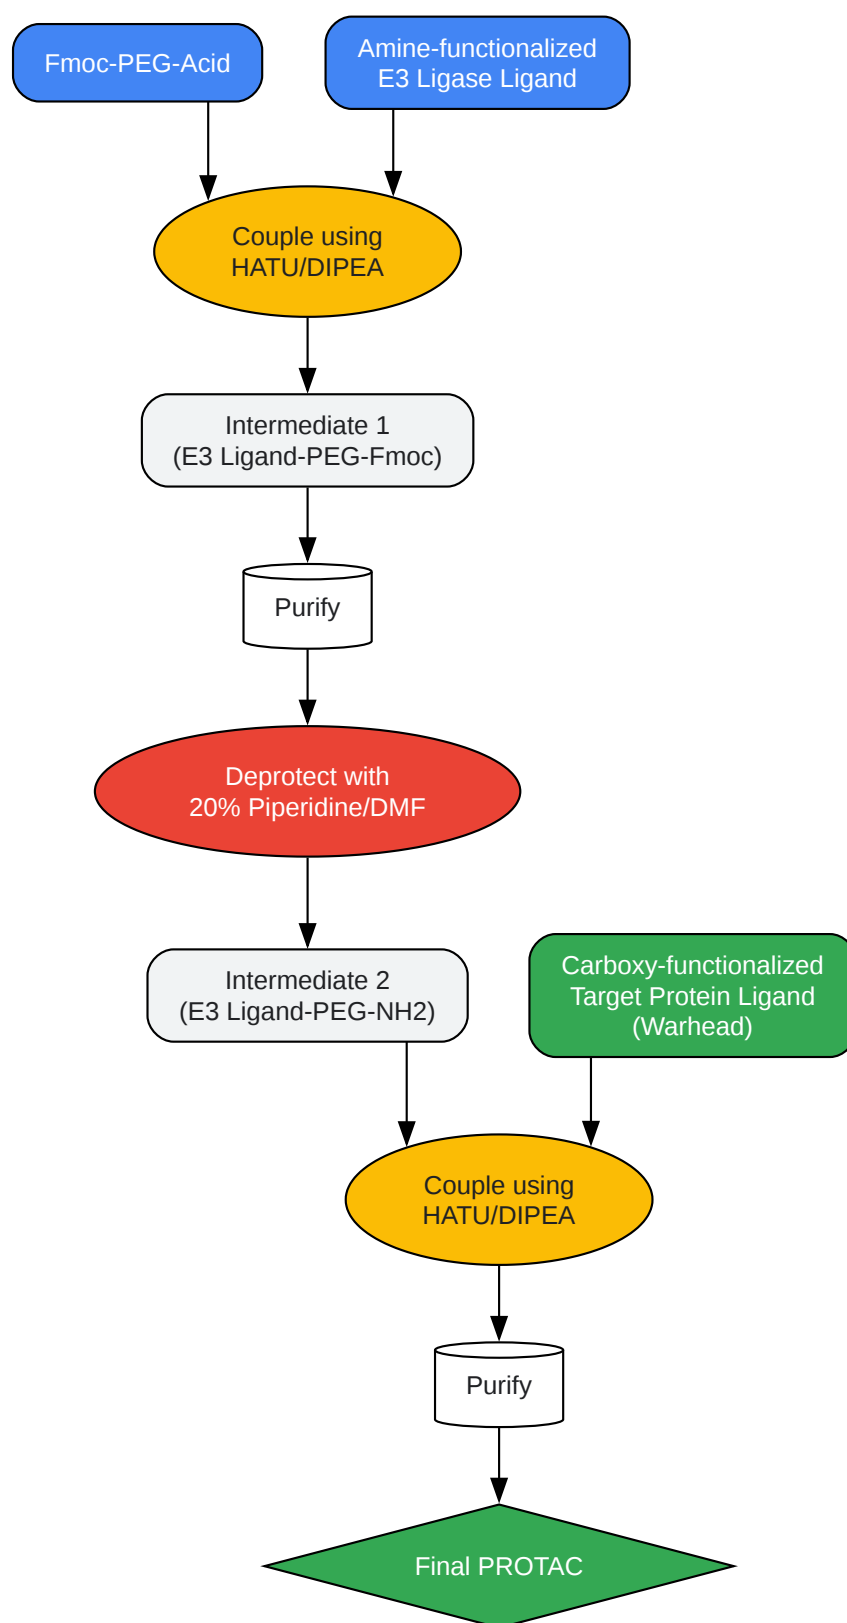 Fmoc-PEG-Acid
Amine-functionalized
E3 Ligase Ligand
Couple using
HATU/DIPEA
Intermediate 1
(E3 Ligand-PEG-Fmoc)
Purify
Deprotect with
20% Piperidine/DMF
Intermediate 2
(E3 Ligand-PEG-NH2)
Carboxy-functionalized
Target Protein Ligand
(Warhead)
Couple using
HATU/DIPEA
Purify
Final PROTAC